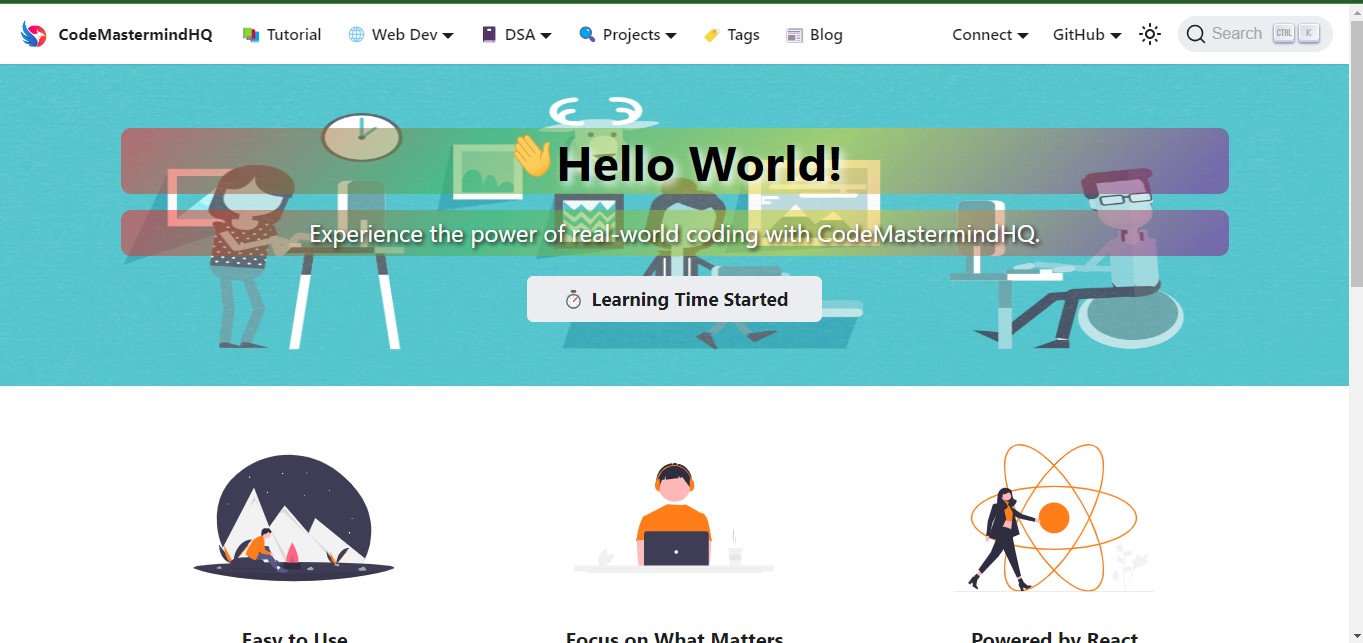 CodeMastermindHQ Tutorial Web Dev DSA Projects Tags Blog Connect GitHub Search CTRL K
👋Hello World!
Experience the power of real-world coding with CodeMastermindHQ.
⏱️ Learning Time Started
Easy to Use Focus on What Matters Powered by React